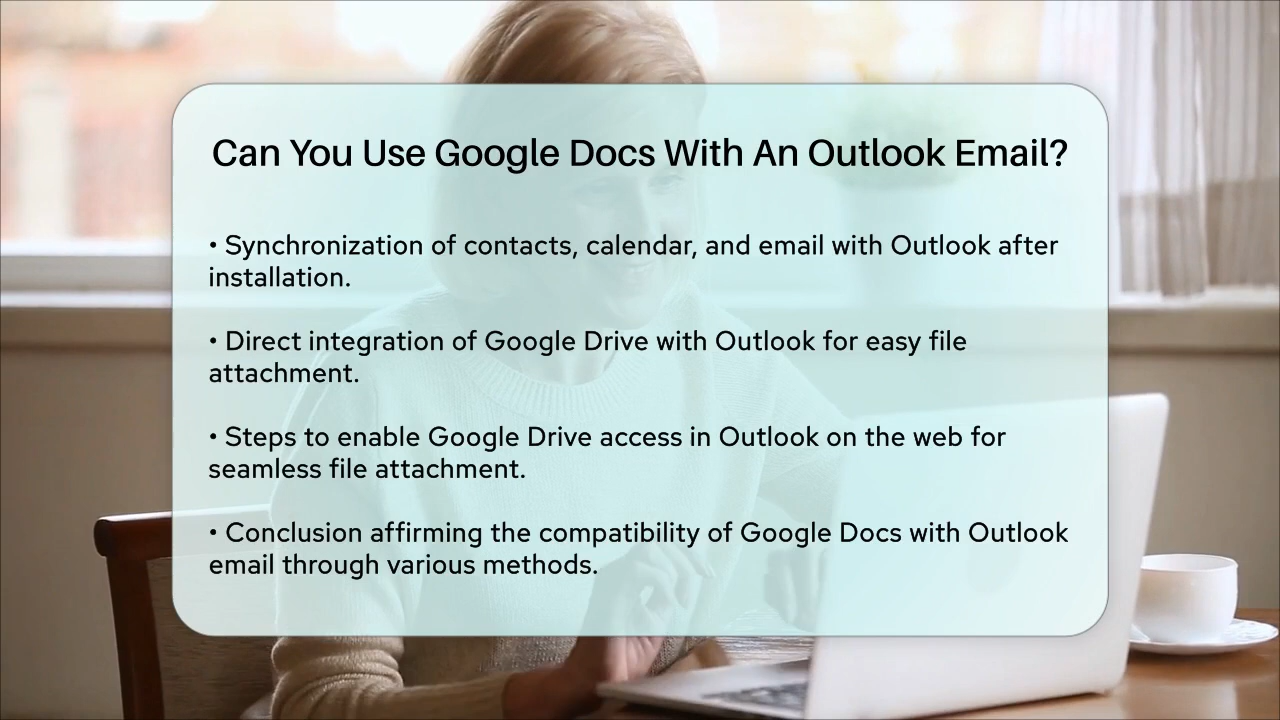 Can You Use Google Docs With An Outlook Email?
• Synchronization of contacts, calendar, and email with Outlook after
installation.
• Direct integration of Google Drive with Outlook for easy file
attachment.
• Steps to enable Google Drive access in Outlook on the web for
seamless file attachment.
• Conclusion affirming the compatibility of Google Docs with Outlook
email through various methods.